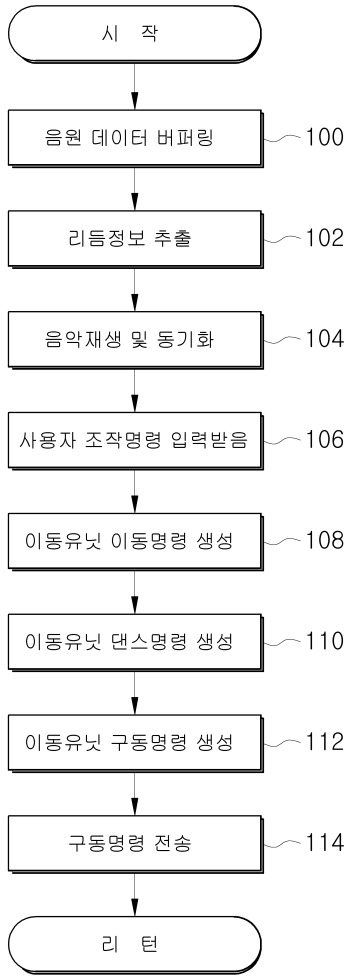 시 작
음원 데이터 버퍼링 100
리듬정보 추출 102
음악재생 및 동기화 104
사용자 조작명령 입력받음 106
이동유닛 이동명령 생성 108
이동유닛 댄스명령 생성 110
이동유닛 구동명령 생성 112
구동명령 전송 114
리 턴